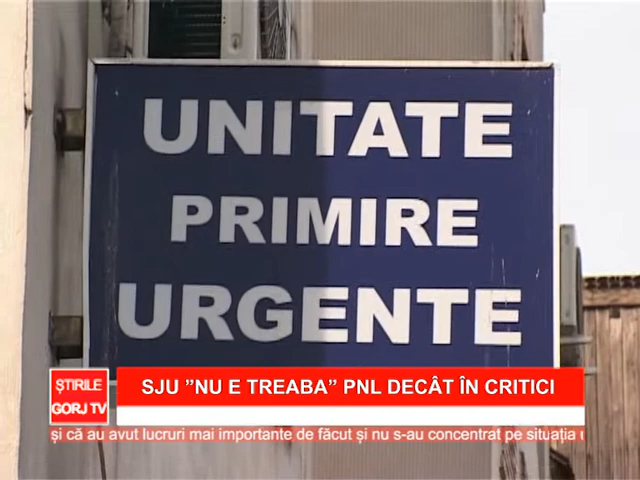 UNITATE
PRIMIRE
URGENTE
ȘTIRILE
GORJ TV
SJU ”NU E TREABA” PNL DECÂT ÎN CRITICI
și că au avut lucruri mai importante de făcut și nu s-au concentrat pe situația